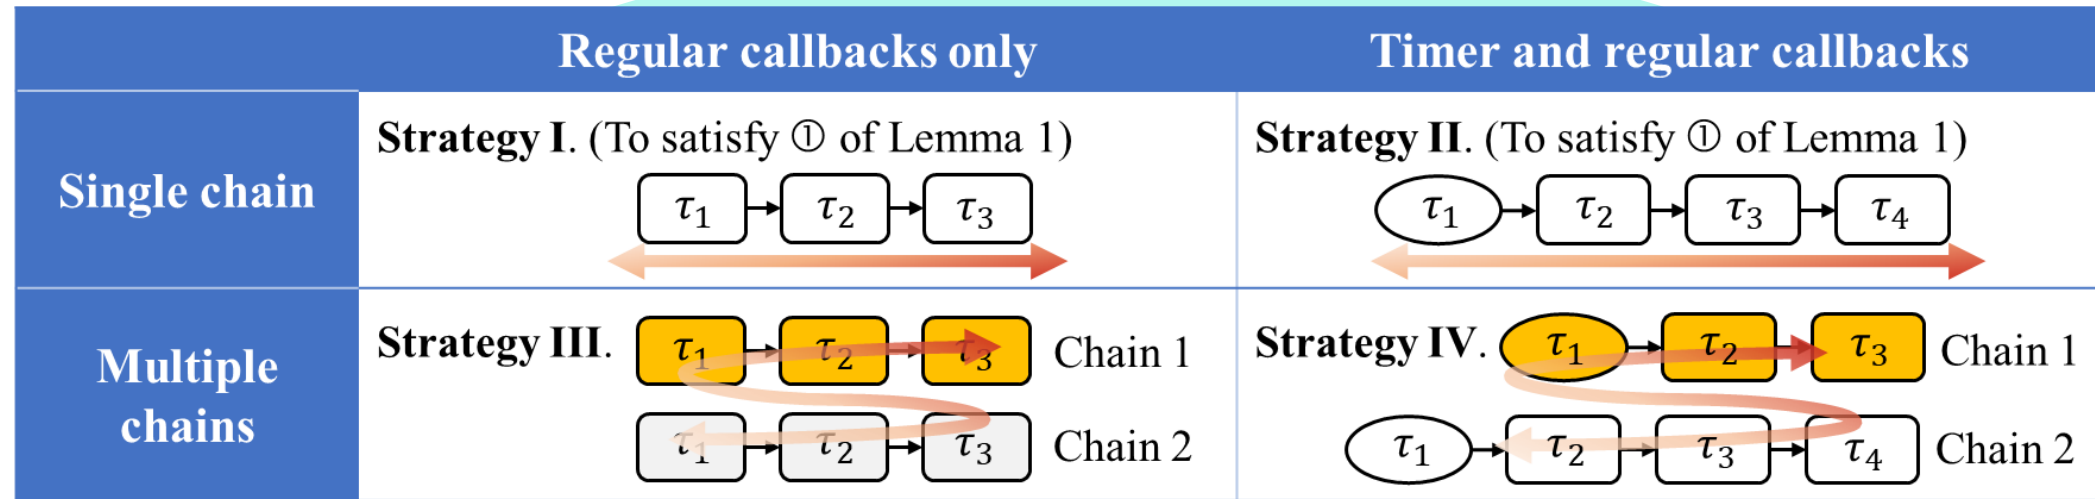 Regular callbacks only
Timer and regular callbacks
Single chain
Strategy I. (To satisfy ① of Lemma 1)
τ₁ τ₂ τ₃
Strategy II. (To satisfy ① of Lemma 1)
τ₁ τ₂ τ₃ τ₄
Multiple
chains
Strategy III.
τ₁ τ₂ τ₃ Chain 1
τ₁ τ₂ τ₃ Chain 2
Strategy IV.
τ₁ τ₂ τ₃ Chain 1
τ₁ τ₂ τ₃ τ₄ Chain 2